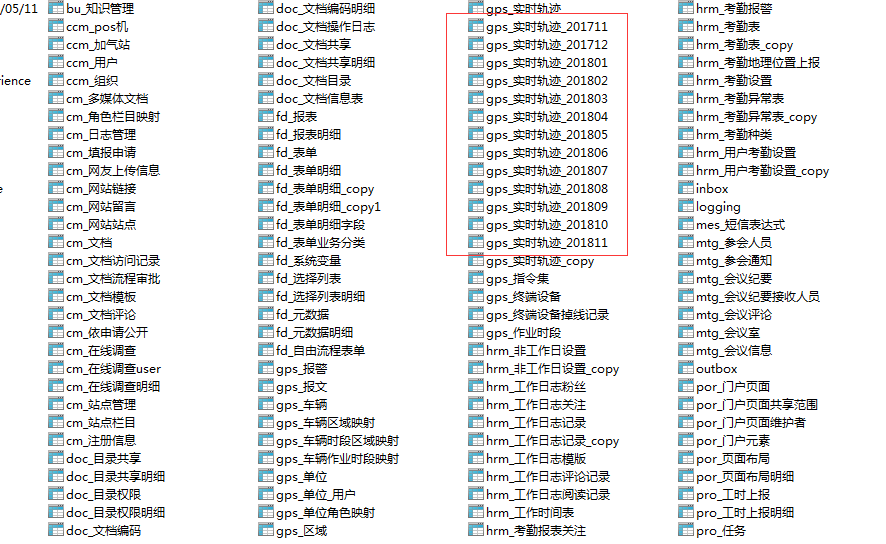 /05/11
rience
bu_知识管理
ccm_pos机
ccm_加气站
ccm_用户
ccm_组织
cm_多媒体文档
cm_角色栏目映射
cm_日志管理
cm_填报申请
cm_网友上传信息
cm_网站链接
cm_网站留言
cm_网站站点
cm_文档
cm_文档访问记录
cm_文档流程审批
cm_文档模板
cm_文档评论
cm_依申请公开
cm_在线调查
cm_在线调查user
cm_在线调查明细
cm_站点管理
cm_站点栏目
cm_注册信息
doc_目录共享
doc_目录共享明细
doc_目录权限
doc_目录权限明细
doc_文档编码
doc_文档编码明细
doc_文档操作日志
doc_文档共享
doc_文档共享明细
doc_文档目录
doc_文档信息表
fd_报表
fd_报表明细
fd_表单
fd_表单明细
fd_表单明细_copy
fd_表单明细_copy1
fd_表单明细字段
fd_表单业务分类
fd_系统变量
fd_选择列表
fd_选择列表明细
fd_元数据
fd_元数据明细
fd_自由流程表单
gps_报警
gps_报文
gps_车辆
gps_车辆区域映射
gps_车辆时段区域映射
gps_车辆作业时段映射
gps_单位
gps_单位_用户
gps_单位角色映射
gps_区域
gps_实时轨迹
gps_实时轨迹_201711
gps_实时轨迹_201712
gps_实时轨迹_201801
gps_实时轨迹_201802
gps_实时轨迹_201803
gps_实时轨迹_201804
gps_实时轨迹_201805
gps_实时轨迹_201806
gps_实时轨迹_201807
gps_实时轨迹_201808
gps_实时轨迹_201809
gps_实时轨迹_201810
gps_实时轨迹_201811
gps_实时轨迹_copy
gps_指令集
gps_终端设备
gps_终端设备掉线记录
gps_作业时段
hrm_非工作日设置
hrm_非工作日设置_copy
hrm_工作日志粉丝
hrm_工作日志关注
hrm_工作日志记录
hrm_工作日志记录_copy
hrm_工作日志模版
hrm_工作日志评论记录
hrm_工作日志阅读记录
hrm_工作时间表
hrm_考勤报表关注
hrm_考勤报警
hrm_考勤表
hrm_考勤表_copy
hrm_考勤地理位置上报
hrm_考勤设置
hrm_考勤异常表
hrm_考勤异常表_copy
hrm_考勤种类
hrm_用户考勤设置
hrm_用户考勤设置_copy
inbox
logging
mes_短信表达式
mtg_参会人员
mtg_参会通知
mtg_会议纪要
mtg_会议纪要接收人员
mtg_会议评论
mtg_会议室
mtg_会议信息
outbox
por_门户页面
por_门户页面共享范围
por_门户页面维护者
por_门户元素
por_页面布局
por_页面布局明细
pro_工时上报
pro_工时上报明细
pro_任务